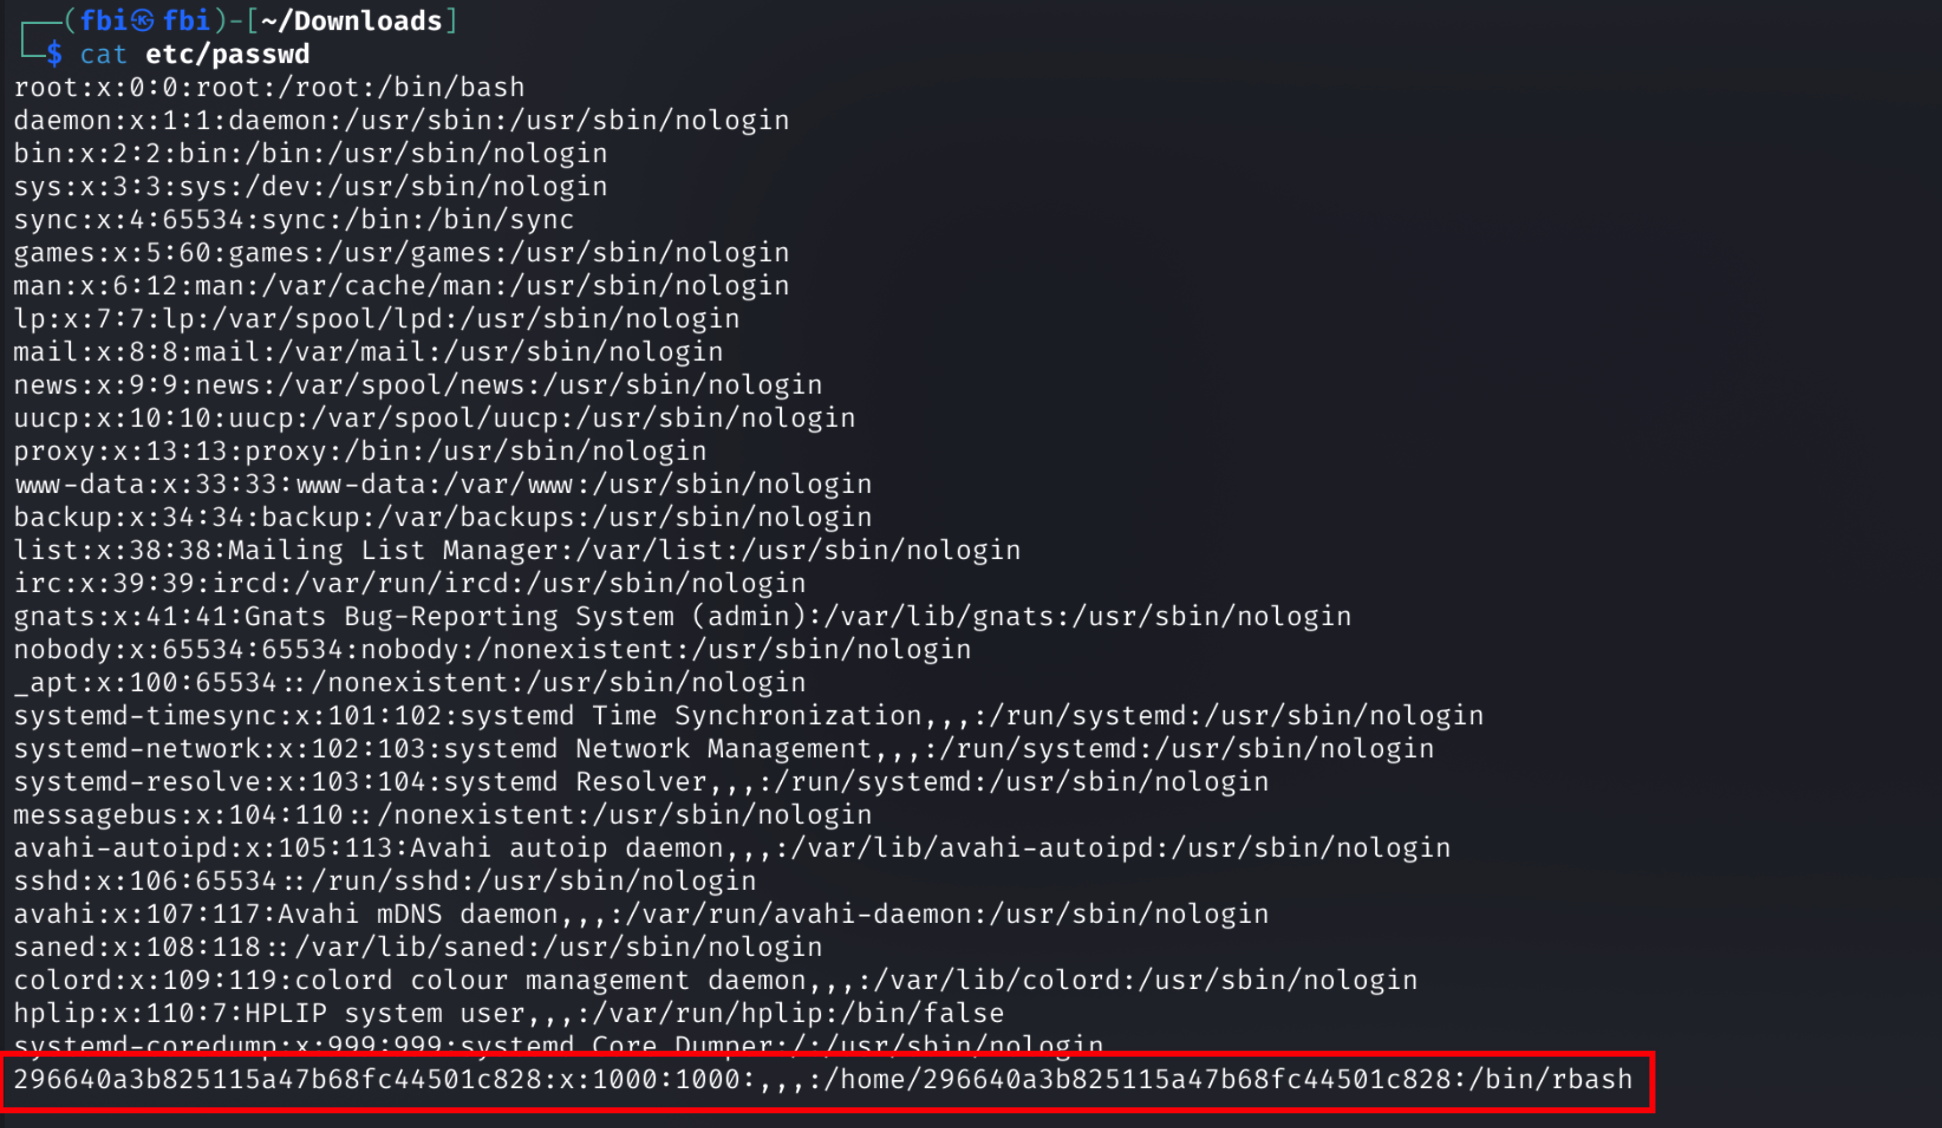 (fbi㉿fbi)-[~/Downloads]
$ cat etc/passwd
root:x:0:0:root:/root:/bin/bash
daemon:x:1:1:daemon:/usr/sbin:/usr/sbin/nologin
bin:x:2:2:bin:/bin:/usr/sbin/nologin
sys:x:3:3:sys:/dev:/usr/sbin/nologin
sync:x:4:65534:sync:/bin:/bin/sync
games:x:5:60:games:/usr/games:/usr/sbin/nologin
man:x:6:12:man:/var/cache/man:/usr/sbin/nologin
lp:x:7:7:lp:/var/spool/lpd:/usr/sbin/nologin
mail:x:8:8:mail:/var/mail:/usr/sbin/nologin
news:x:9:9:news:/var/spool/news:/usr/sbin/nologin
uucp:x:10:10:uucp:/var/spool/uucp:/usr/sbin/nologin
proxy:x:13:13:proxy:/bin:/usr/sbin/nologin
www-data:x:33:33:www-data:/var/www:/usr/sbin/nologin
backup:x:34:34:backup:/var/backups:/usr/sbin/nologin
list:x:38:38:Mailing List Manager:/var/list:/usr/sbin/nologin
irc:x:39:39:ircd:/var/run/ircd:/usr/sbin/nologin
gnats:x:41:41:Gnats Bug-Reporting System (admin):/var/lib/gnats:/usr/sbin/nologin
nobody:x:65534:65534:nobody:/nonexistent:/usr/sbin/nologin
_apt:x:100:65534::/nonexistent:/usr/sbin/nologin
systemd-timesync:x:101:102:systemd Time Synchronization,,,:/run/systemd:/usr/sbin/nologin
systemd-network:x:102:103:systemd Network Management,,,:/run/systemd:/usr/sbin/nologin
systemd-resolve:x:103:104:systemd Resolver,,,:/run/systemd:/usr/sbin/nologin
messagebus:x:104:110::/nonexistent:/usr/sbin/nologin
avahi-autoipd:x:105:113:Avahi autoip daemon,,,:/var/lib/avahi-autoipd:/usr/sbin/nologin
sshd:x:106:65534::/run/sshd:/usr/sbin/nologin
avahi:x:107:117:Avahi mDNS daemon,,,:/var/run/avahi-daemon:/usr/sbin/nologin
saned:x:108:118::/var/lib/saned:/usr/sbin/nologin
colord:x:109:119:colord colour management daemon,,,:/var/lib/colord:/usr/sbin/nologin
hplip:x:110:7:HPLIP system user,,,:/var/run/hplip:/bin/false
systemd-coredump:x:999:999:systemd Core Dumper:/:/usr/sbin/nologin
296640a3b825115a47b68fc44501c828:x:1000:1000:,,,:/home/296640a3b825115a47b68fc44501c828:/bin/rbash